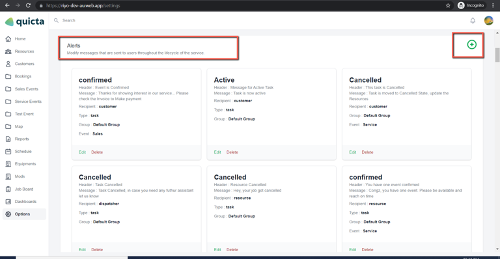 Incognito
quicta
Search
Home
Resources
Customers
Bookings
Sales Events
Service Events
Test Event
Map
Reports
Schedule
Equipments
Mode
Job Board
Dashboards
Options
Alerts
Modify messages that are sent to users throughout the lifecycle of the service.
confirmed
Header : Event is Confirmed
Message : Thanks for showing interest in our service. . Please
check the Invoice to Make payment
Recipient : customer
Type : task
Group : Default Group
Event : Sales
Edit Delete
Active
Header : Message for Active Task
Message : Task is now active
Recipient : customer
Type : task
Group : Default Group
Edit Delete
Cancelled
Header : This task is Cancelled
Message : Task is moved to Cancelled State, update the
Resources
Recipient : customer
Type : task
Group : Default Group
Event : Service
Edit Delete
Cancelled
Header : Task Cancelled
Message : Task Cancelled. In case you need any further assistant
let us know.
Recipient : dispatcher
Type : task
Group : Default Group
Edit Delete
Cancelled
Header : Resource Cancelled
Message : Hey, your job got cancelled
Recipient : resource
Type : task
Group : Default Group
Edit Delete
confirmed
Header : You have one event confirmed
Message : Congz, you have one event. Please be available and
reach on time
Recipient : resource
Type : task
Group : Default Group
Event : Service
Edit Delete